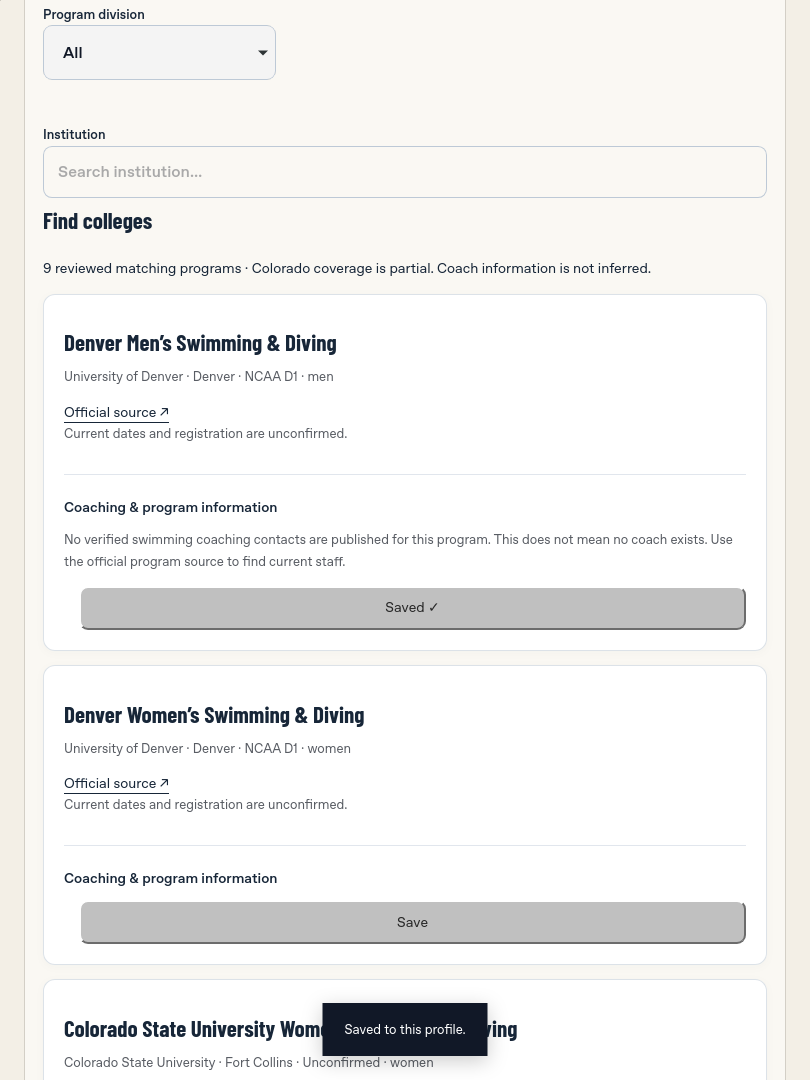 Program division
All
Institution
Search institution...
Find colleges
9 reviewed matching programs · Colorado coverage is partial. Coach information is not inferred.
Denver Men's Swimming & Diving
University of Denver · Denver · NCAA D1 · men
Official source ↗
Current dates and registration are unconfirmed.
Coaching & program information
No verified swimming coaching contacts are published for this program. This does not mean no coach exists. Use
the official program source to find current staff.
Saved ✓
Denver Women's Swimming & Diving
University of Denver · Denver · NCAA D1 · women
Official source ↗
Current dates and registration are unconfirmed.
Coaching & program information
Save
Colorado State University
Saved to this profile.
Colorado State University · Fort Collins · Unconfirmed · women